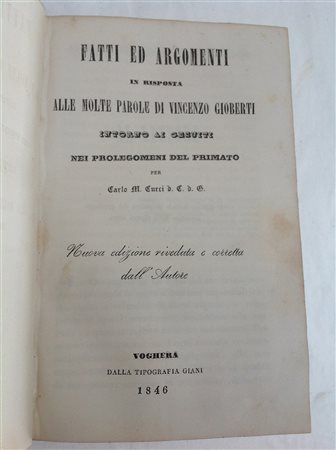 FATTI ED ARGOMENTI
IN RISPOSTA
ALLE MOLTE PAROLE DI VINCENZO GIOBERTI
INTORNO AI GESUITI
NEI PROLEGOMENI DEL PRIMATO
PER
Carlo M. Curci d. C. d. G.
Nuova edizione riveduta e corretta
dall'Autore
VOGHERA
DALLA TIPOGRAFIA GIANI
1846